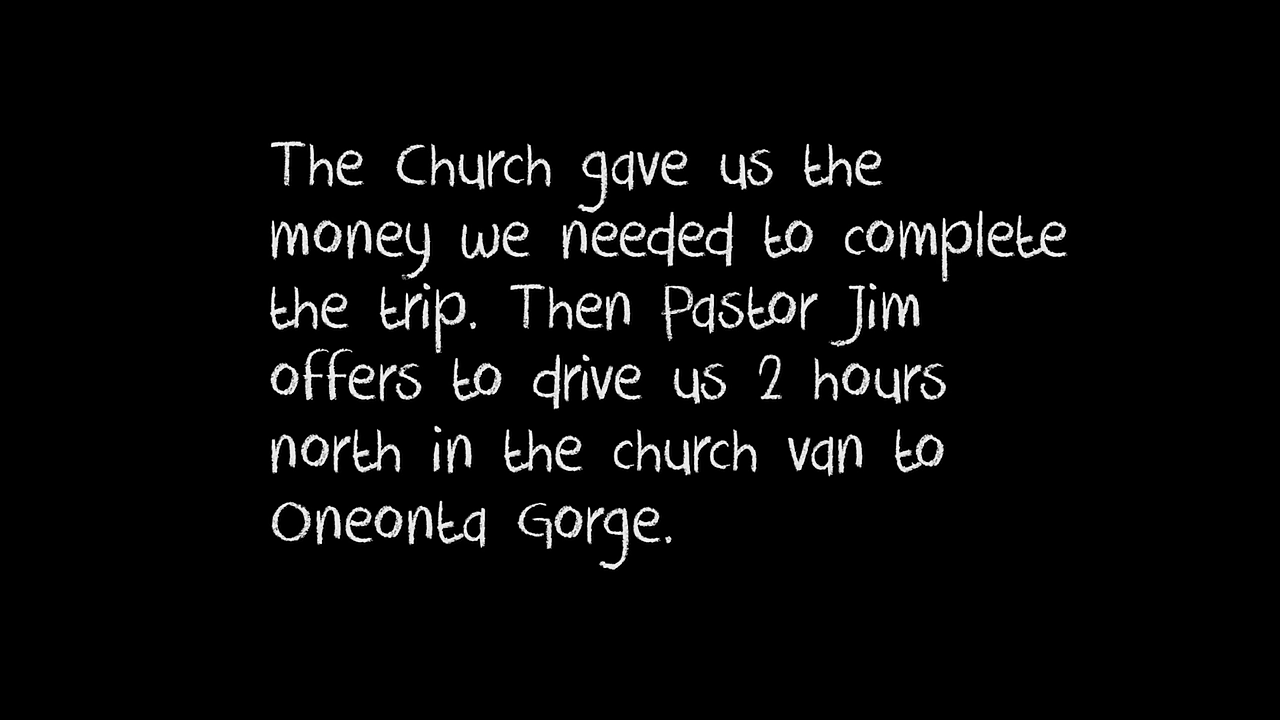 The Church gave us the
money we needed to complete
the trip. Then Pastor Jim
offers to drive us 2 hours
north in the church van to
Oneonta Gorge.